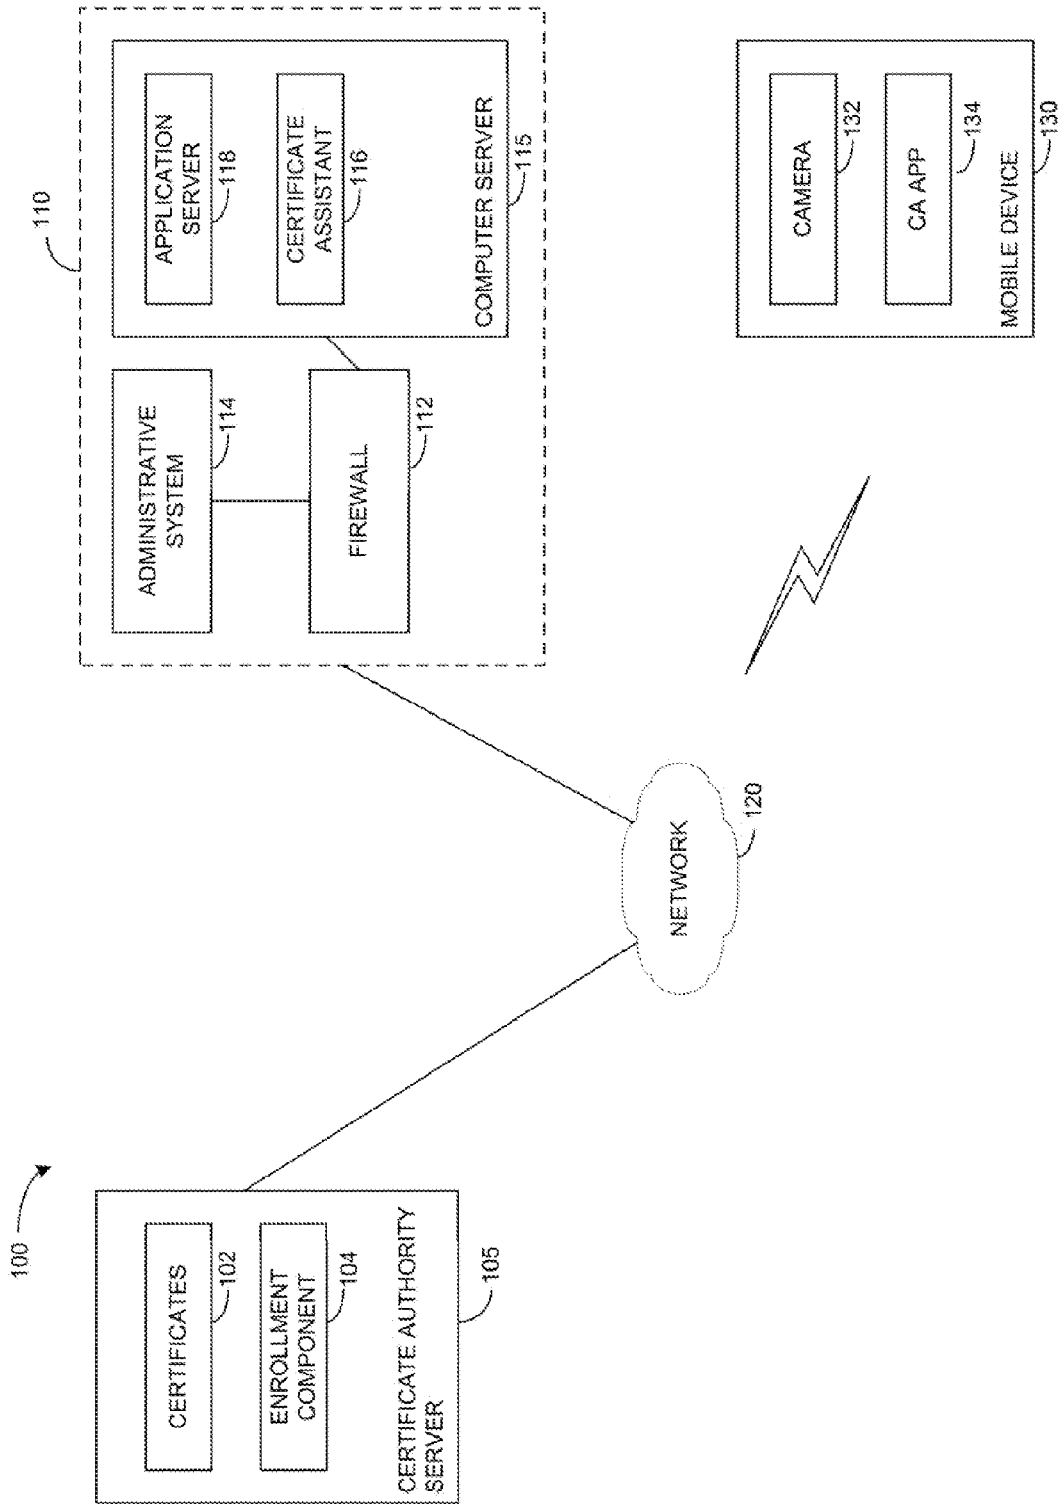 100
CERTIFICATES
102
ENROLLMENT
COMPONENT
104
CERTIFICATE AUTHORITY
SERVER
105
110
ADMINISTRATIVE
SYSTEM
114
FIREWALL
112
APPLICATION
SERVER
118
CERTIFICATE
ASSISTANT
116
COMPUTER SERVER
115
NETWORK
120
CAMERA
132
CA APP
134
MOBILE DEVICE
130